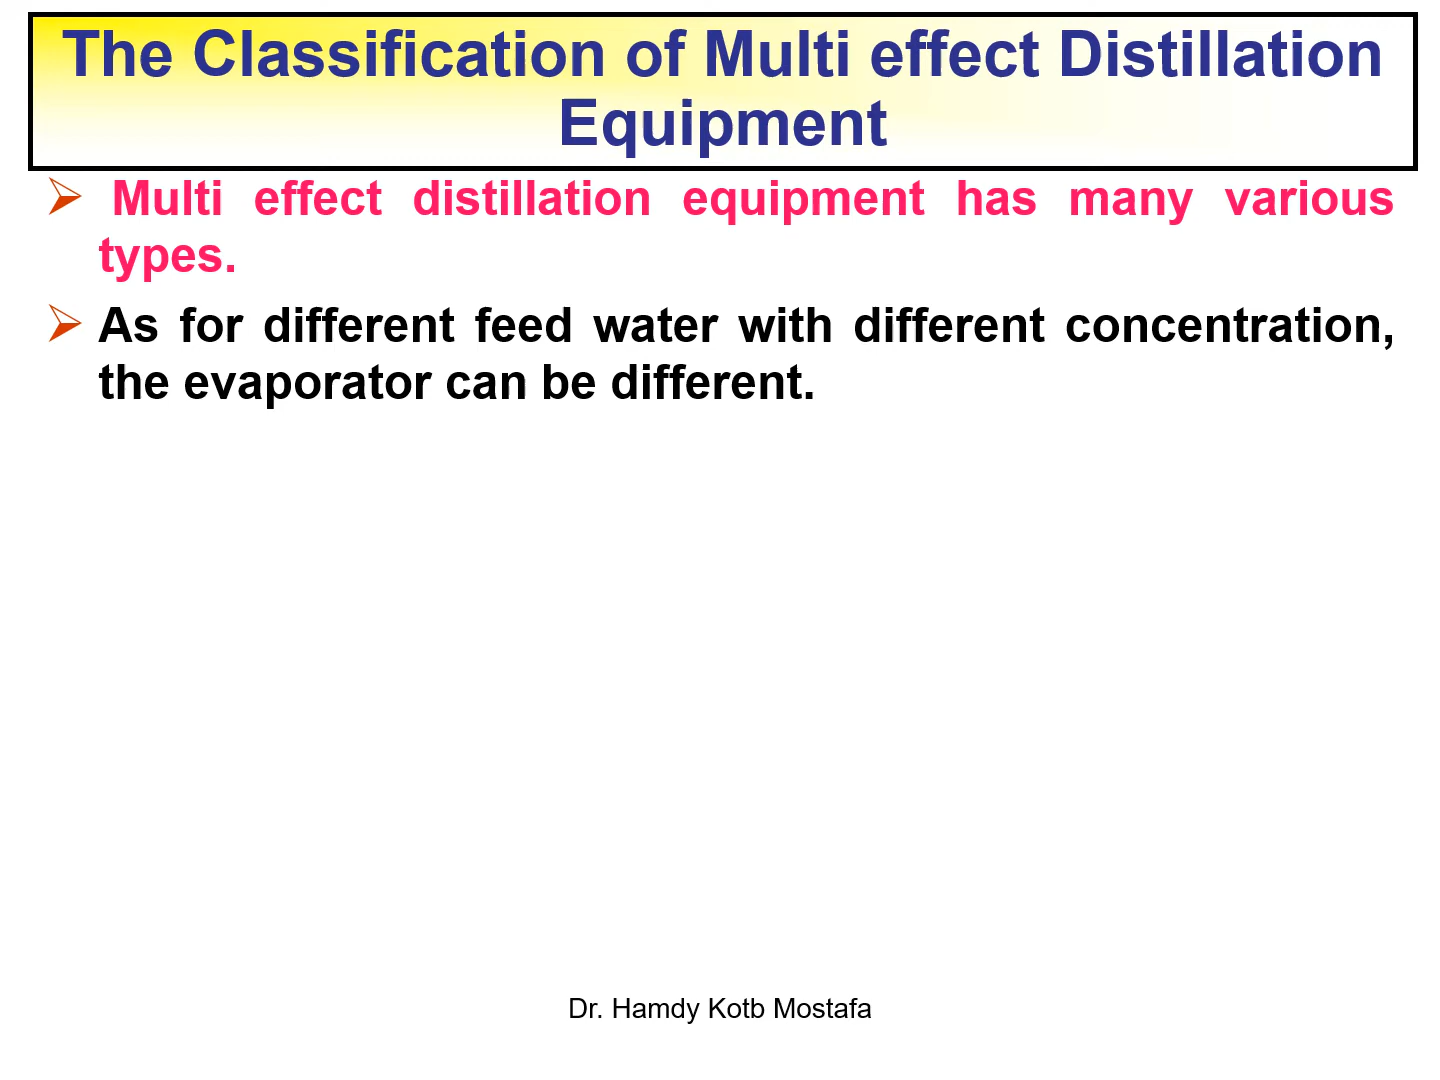 The Classification of Multi effect Distillation
Equipment
Multi effect distillation equipment has many various
types.
As for different feed water with different concentration,
the evaporator can be different.
Dr. Hamdy Kotb Mostafa